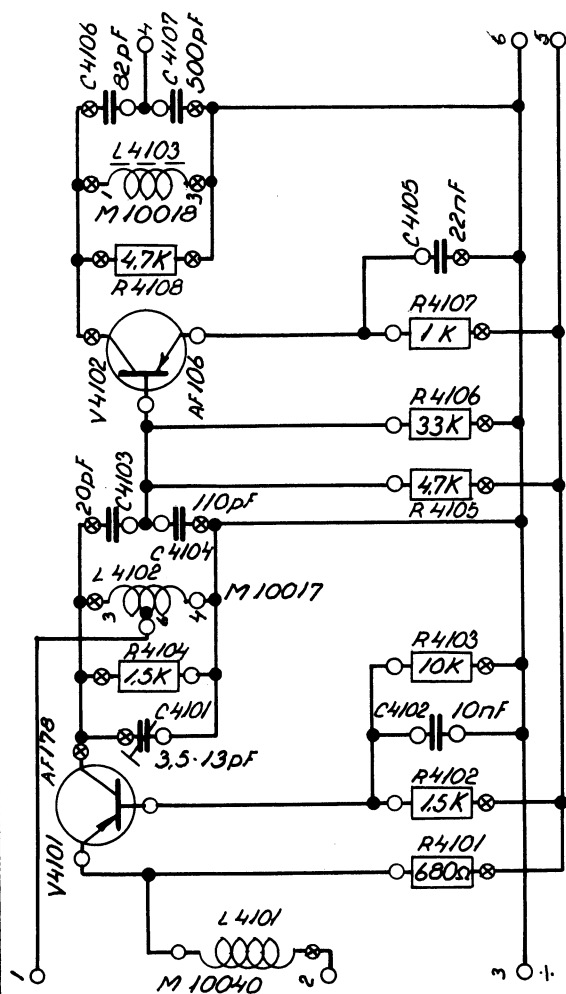 C4106
82pF
4
C4107
500pF
6
5
L4103
1
3
M10018
4.7K
R4108
C4105
22nF
R4107
1K
V4102
AF106
R4106
33K
20pF
C4103
110pF
C4104
4.7K
R4105
L4102
3
6
4
M10017
R4104
1.5K
R4103
10K
C4101
3,5-13pF
C4102
10nF
AF178
V4101
R4102
1.5K
R4101
680Ω
L4101
M10040
1
2
3